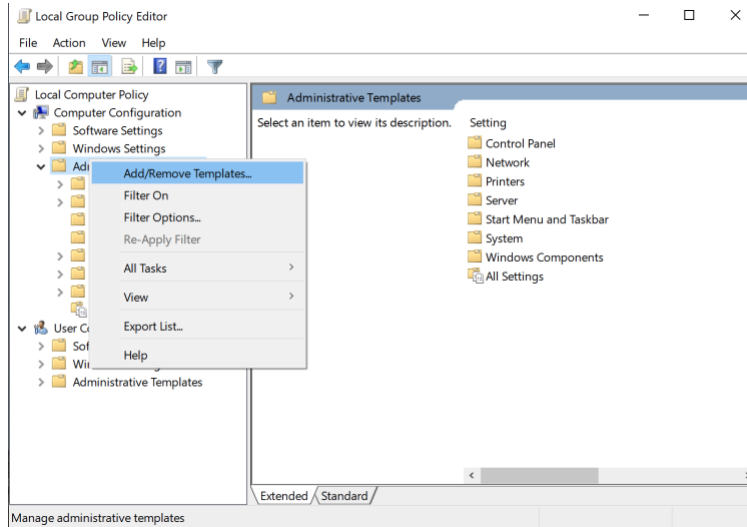 Local Group Policy Editor
File Action View Help
Local Computer Policy
Computer Configuration
Software Settings
Windows Settings
Add/Remove Templates...
Filter On
Filter Options...
Re-Apply Filter
All Tasks
View
Export List...
Help
Administrative Templates
Administrative Templates
Select an item to view its description.
Setting
Control Panel
Network
Printers
Server
Start Menu and Taskbar
System
Windows Components
All Settings
Extended Standard
Manage administrative templates